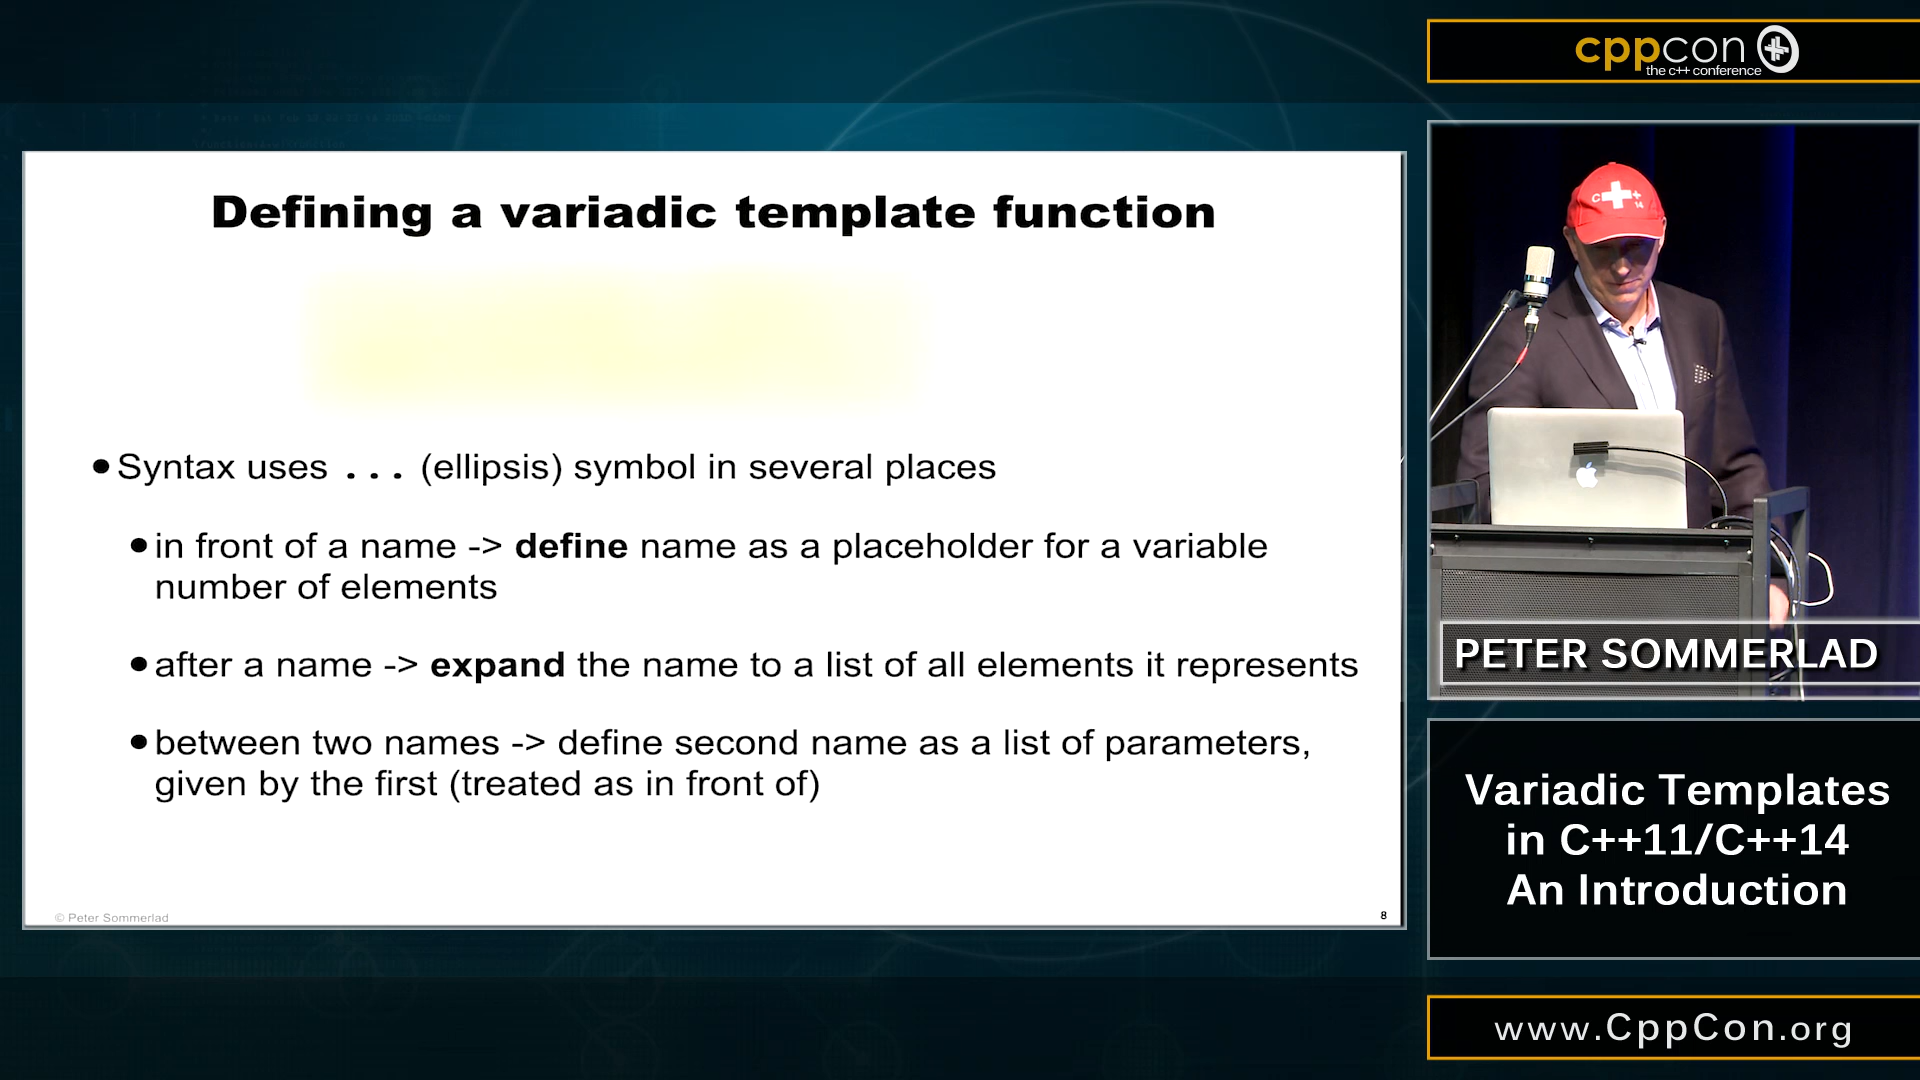 cppcon
the c++ conference
Defining a variadic template function
●Syntax uses ... (ellipsis) symbol in several places
●in front of a name -> define name as a placeholder for a variable
number of elements
●after a name -> expand the name to a list of all elements it represents
●between two names -> define second name as a list of parameters,
given by the first (treated as in front of)
© Peter Sommerlad
8
C + 14
PETER SOMMERLAD
Variadic Templates
in C++11/C++14
An Introduction
www.CppCon.org